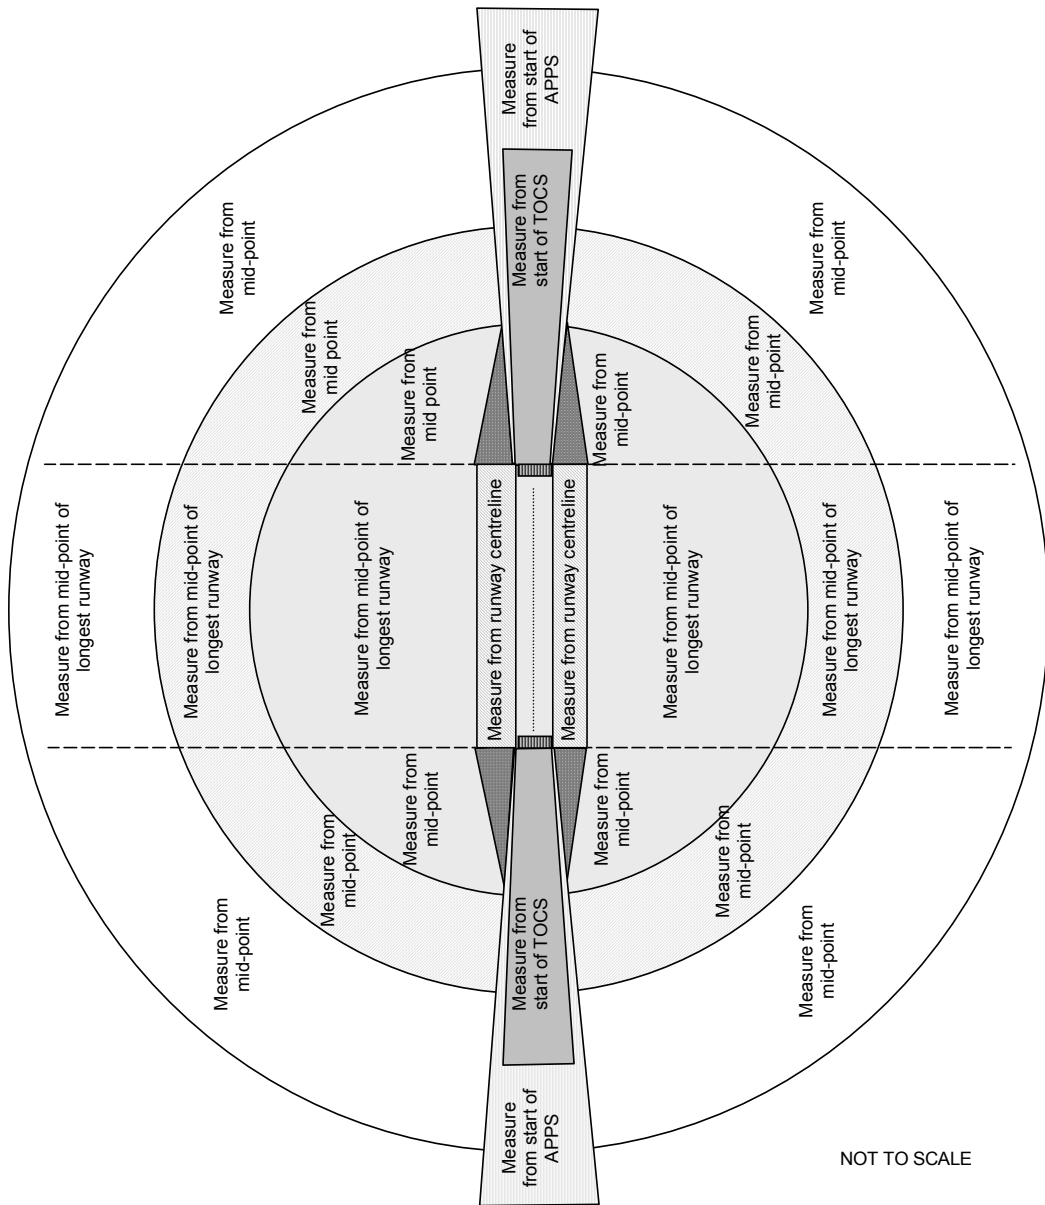 Measure from mid-point of
longest runway
Measure from mid-point of
longest runway
Measure from
mid-point
Measure from
mid-point
Measure from
mid-point
Measure from
mid point
Measure from mid-point of
longest runway
Measure from
mid-point
Measure from
mid point
Measure from runway centreline
Measure
from start of
APPS
Measure from
start of TOCS
Measure from
start of TOCS
Measure
from start of
APPS
Measure from runway centreline
Measure from
mid-point
Measure from
mid-point
Measure from mid-point of
longest runway
Measure from
mid-point
Measure from
mid-point
Measure from
mid-point
Measure from mid-point of
longest runway
Measure from
mid-point
Measure from mid-point of
longest runway
NOT TO SCALE